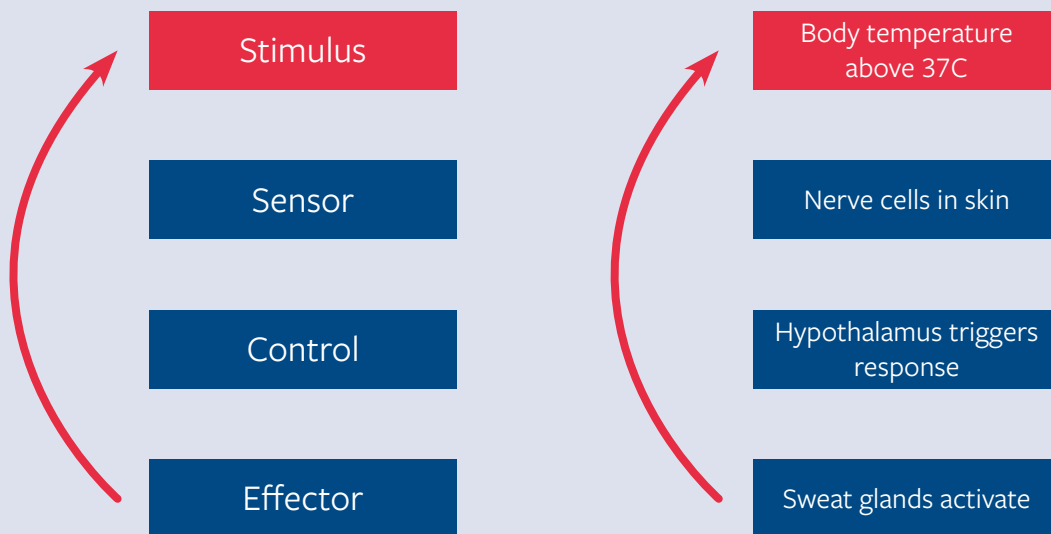 Stimulus
Body temperature
above 37C
Sensor
Nerve cells in skin
Control
Hypothalamus triggers
response
Effector
Sweat glands activate